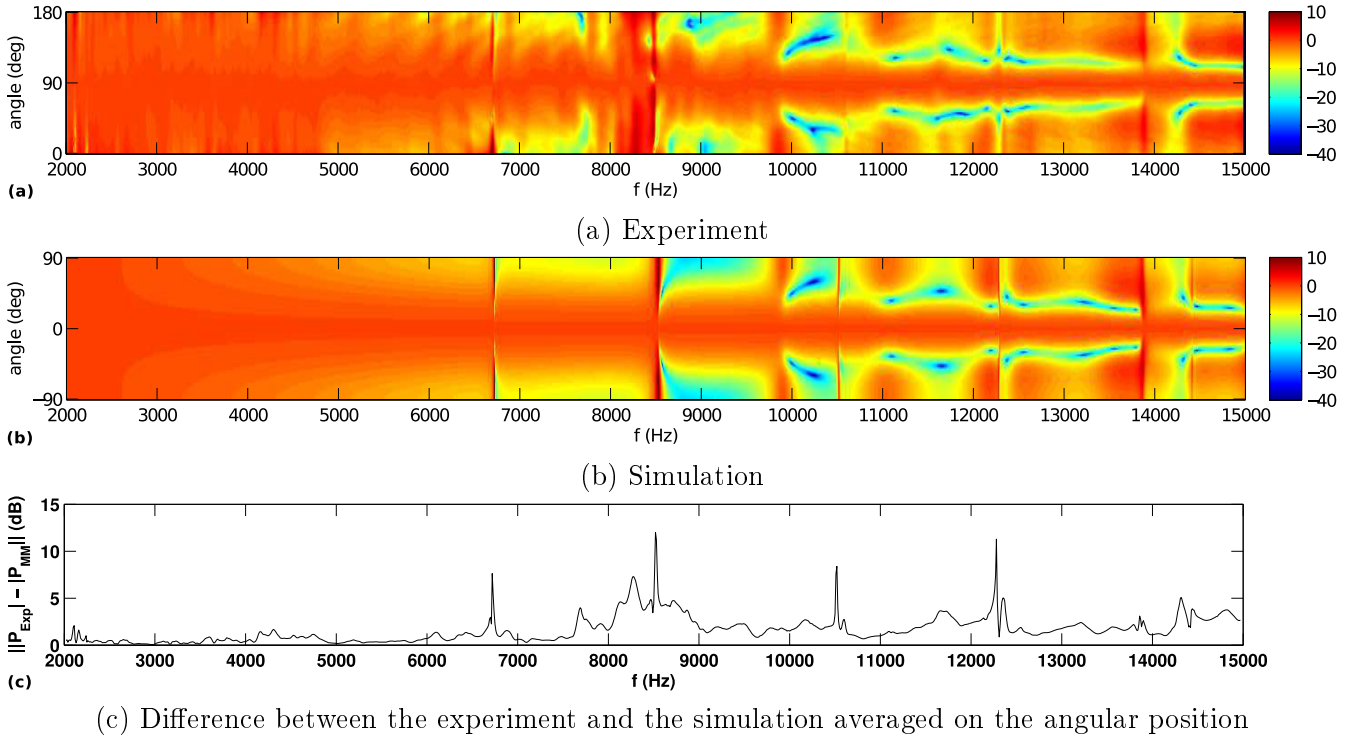 180
90
0
angle (deg)
2000 3000 4000 5000 6000 7000 8000 9000 10000 11000 12000 13000 14000 15000
f (Hz)
10
0
−10
−20
−30
−40
(a)
(a) Experiment
90
0
−90
angle (deg)
2000 3000 4000 5000 6000 7000 8000 9000 10000 11000 12000 13000 14000 15000
f (Hz)
10
0
−10
−20
−30
−40
(b)
(b) Simulation
15
10
5
0
||P_Exp| − |P_MM|| (dB)
2000 3000 4000 5000 6000 7000 8000 9000 10000 11000 12000 13000 14000 15000
f (Hz)
(c)
(c) Difference between the experiment and the simulation averaged on the angular position